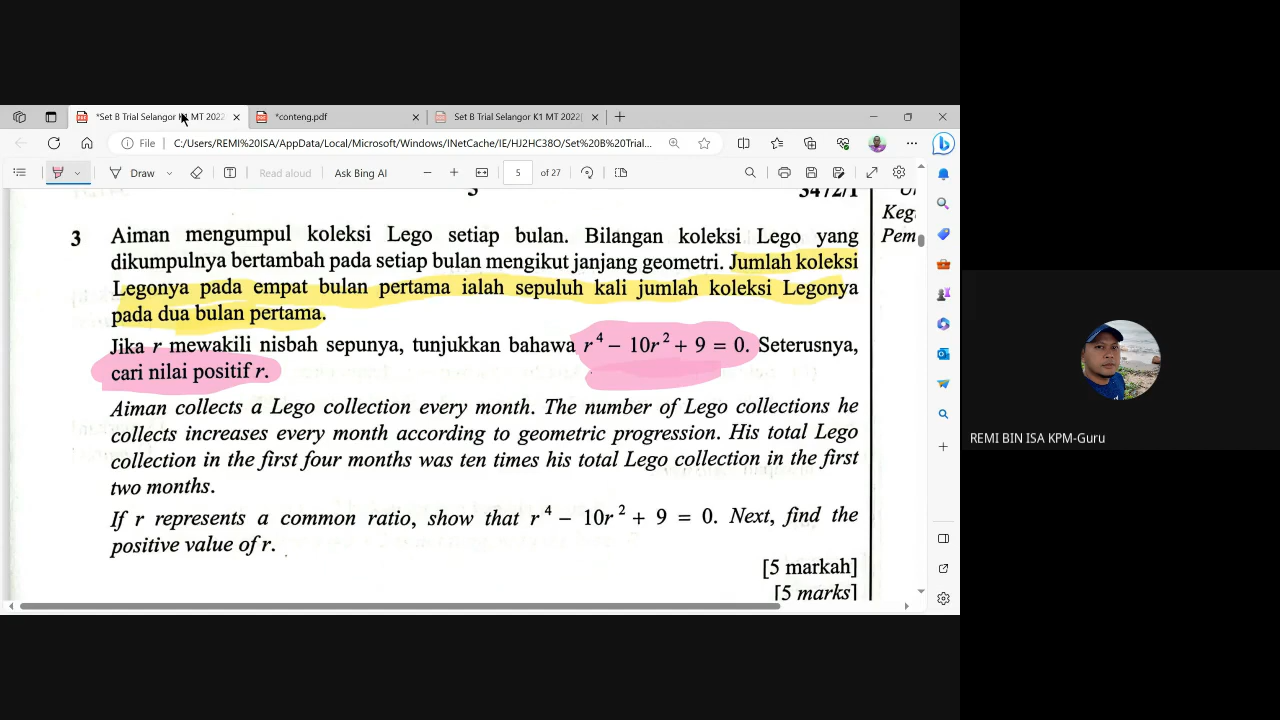 *Set B Trial Selangor K1 MT 2022
*conteng.pdf
Set B Trial Selangor K1 MT 2022|
File
C:/Users/REMI%20ISA/AppData/Local/Microsoft/Windows/INetCache/IE/HJ2HC38O/Set%20B%20Trial...
Draw
Read aloud
Ask Bing AI
5
of 27
3472/1
Keg
Pem
3 Aiman mengumpul koleksi Lego setiap bulan. Bilangan koleksi Lego yang
dikumpulnya bertambah pada setiap bulan mengikut janjang geometri. Jumlah koleksi
Legonya pada empat bulan pertama ialah sepuluh kali jumlah koleksi Legonya
pada dua bulan pertama.
Jika r mewakili nisbah sepunya, tunjukkan bahawa r⁴ − 10r² + 9 = 0. Seterusnya,
cari nilai positif r.
Aiman collects a Lego collection every month. The number of Lego collections he
collects increases every month according to geometric progression. His total Lego
collection in the first four months was ten times his total Lego collection in the first
two months.
If r represents a common ratio, show that r⁴ − 10r² + 9 = 0. Next, find the
positive value of r.
[5 markah]
[5 marks]
REMI BIN ISA KPM-Guru